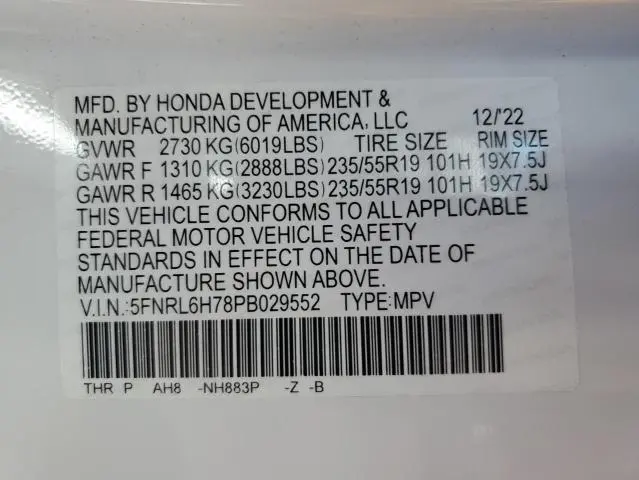 MFD. BY HONDA DEVELOPMENT &
MANUFACTURING OF AMERICA, LLC 12/'22
GVWR 2730 KG(6019LBS) TIRE SIZE RIM SIZE
GAWR F 1310 KG(2888LBS) 235/55R19 101H 19X7.5J
GAWR R 1465 KG(3230LBS) 235/55R19 101H 19X7.5J
THIS VEHICLE CONFORMS TO ALL APPLICABLE
FEDERAL MOTOR VEHICLE SAFETY
STANDARDS IN EFFECT ON THE DATE OF
MANUFACTURE SHOWN ABOVE.
V.I.N.:5FNRL6H78PB029552 TYPE:MPV
THR P AH8 -NH883P -Z -B